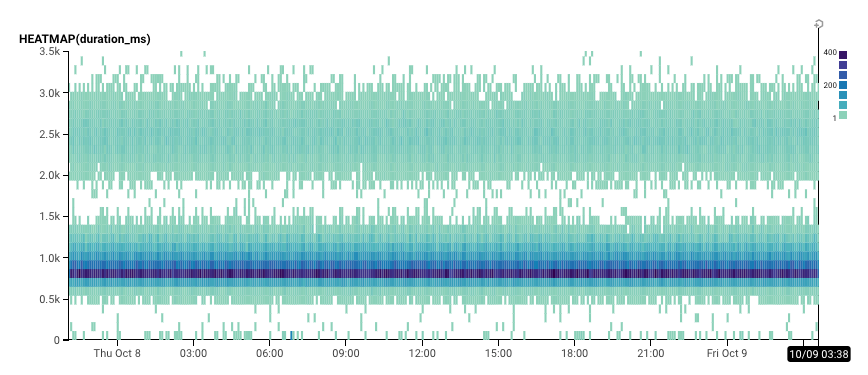 HEATMAP(duration_ms)
3.5k
3.0k
2.5k
2.0k
1.5k
1.0k
0.5k
0
400
200
1
Thu Oct 8
03:00
06:00
09:00
12:00
15:00
18:00
21:00
Fri Oct 9
10/09 03:38